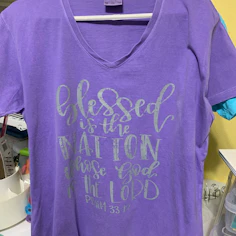 blessed
is the
NATION
whose God
is the LORD
PSALM 33